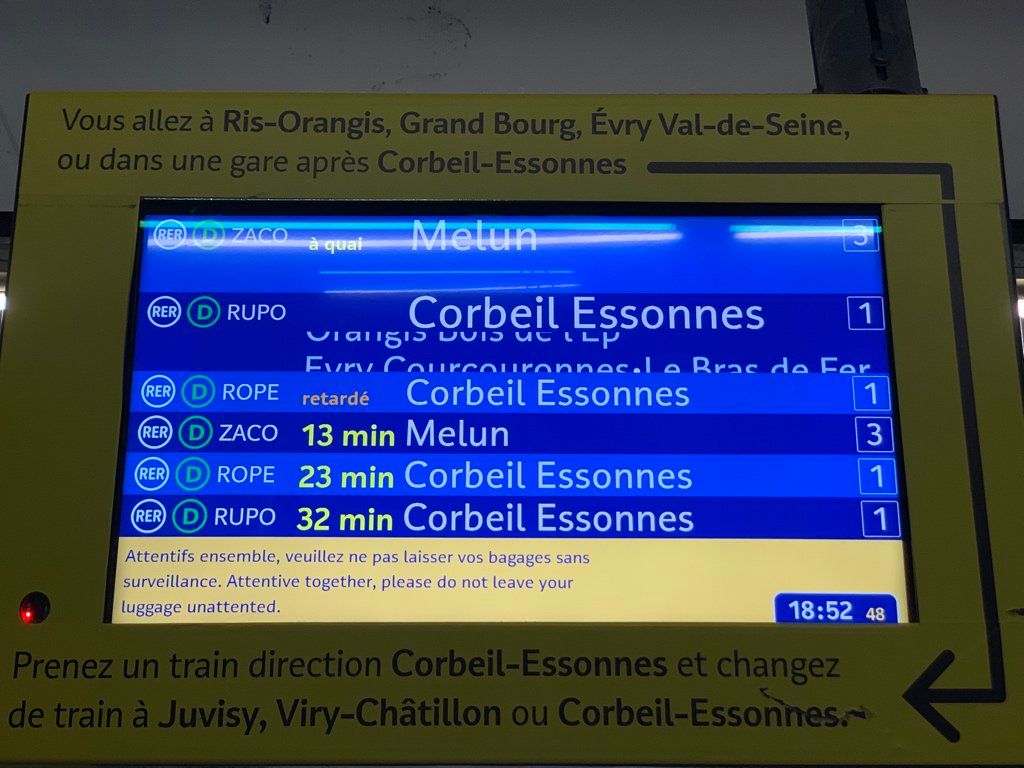 Vous allez à Ris-Orangis, Grand Bourg, Évry Val-de-Seine,
ou dans une gare après Corbeil-Essonnes
RER D ZACO à quai Melun 3
RER D RUPO Corbeil Essonnes 1
Orangis Bois de l'Ep
Evry Courcouronnes•Le Bras de Fer
RER D ROPE retardé Corbeil Essonnes 1
RER D ZACO 13 min Melun 3
RER D ROPE 23 min Corbeil Essonnes 1
RER D RUPO 32 min Corbeil Essonnes 1
Attentifs ensemble, veuillez ne pas laisser vos bagages sans
surveillance. Attentive together, please do not leave your
luggage unattented.
18:52 48
Prenez un train direction Corbeil-Essonnes et changez
de train à Juvisy, Viry-Châtillon ou Corbeil-Essonnes.